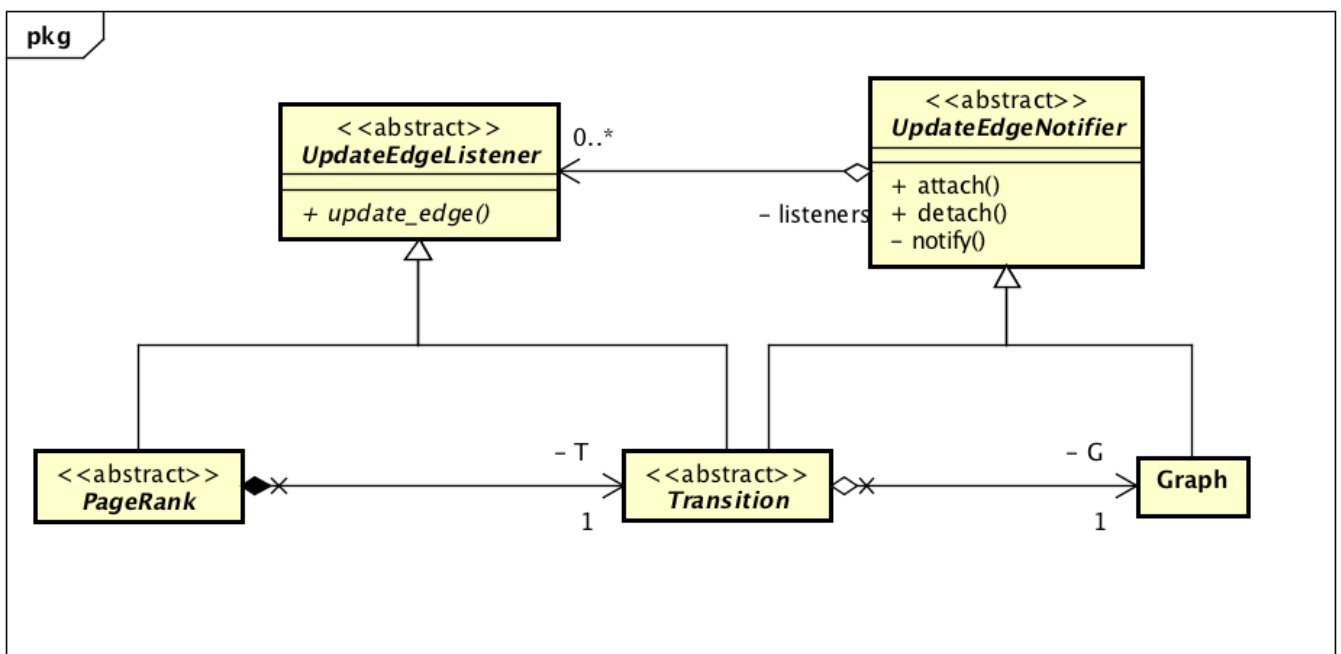 pkg
<<abstract>>
UpdateEdgeListener
+ update_edge()
0..*
- listeners
<<abstract>>
UpdateEdgeNotifier
+ attach()
+ detach()
- notify()
<<abstract>>
PageRank
- T
1
<<abstract>>
Transition
- G
1
Graph